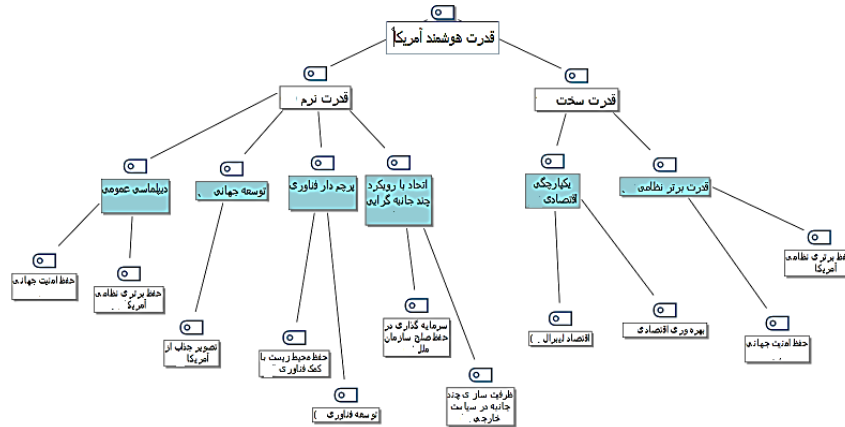 قدرت هوشمند آمریکا
قدرت نرم
قدرت سخت
دیپلماسی عمومی
توسعه جهانی
پرچم دار فناوری
اتحاد با رویکرد
چند جانبه گرایی
یکپارچگی
اقتصادی
قدرت برتر نظامی
حفظ امنیت جهانی
حفظ برتری نظامی
آمریکا
تصویر جذاب از
آمریکا
حفظ محیط زیست با
کمک فناوری
توسعه فناوری
سرمایه گذاری در
حفظ صلح سازمان
ملل
ظرفیت سازی چند
جانبه در سیاست
خارجی
اقتصاد لیبرال
بهره وری اقتصادی
حفظ امنیت جهانی
حفظ برتری نظامی
آمریکا